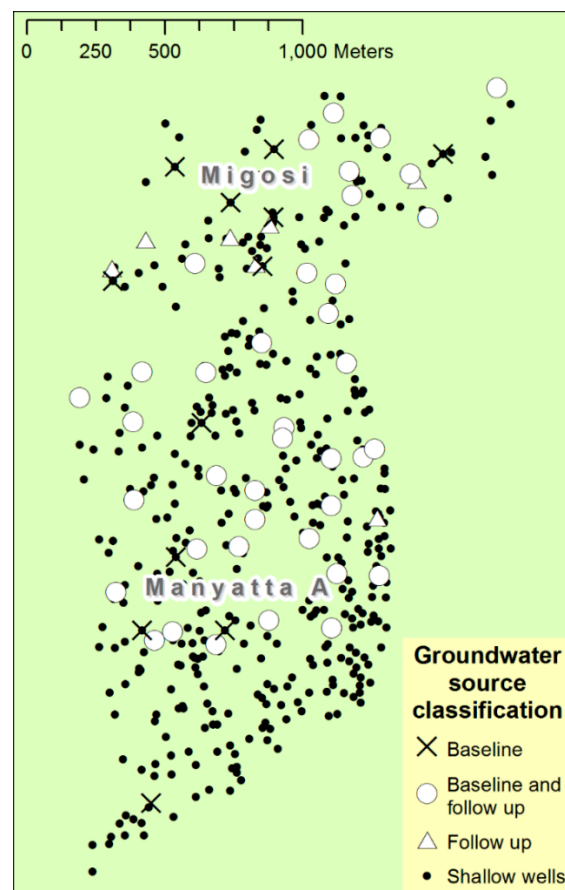 0 250 500 1,000 Meters
Migosi
Manyatta A
Groundwater
source
classification
Baseline
Baseline and
follow up
Follow up
Shallow wells